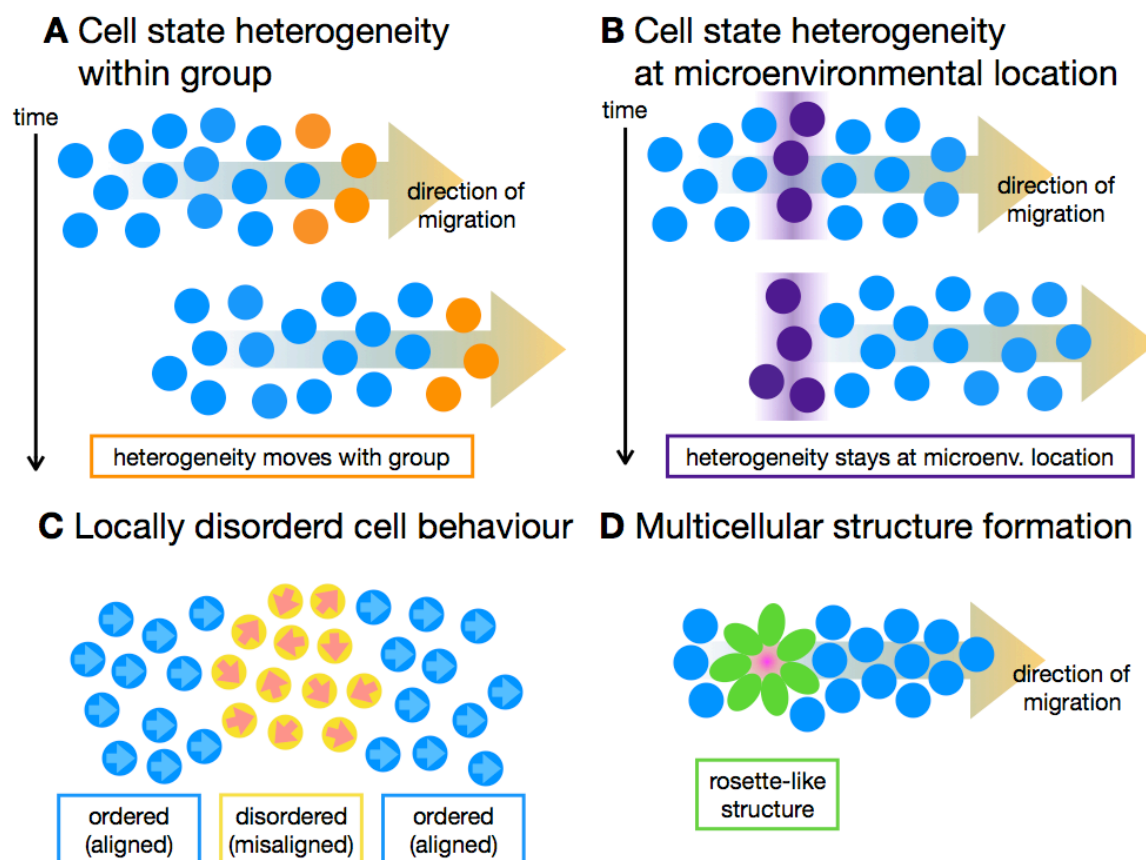 A Cell state heterogeneity
within group
time
direction of
migration
heterogeneity moves with group
B Cell state heterogeneity
at microenvironmental location
time
direction of
migration
heterogeneity stays at microenv. location
C Locally disorderd cell behaviour
ordered
(aligned)
disordered
(misaligned)
ordered
(aligned)
D Multicellular structure formation
direction of
migration
rosette-like
structure